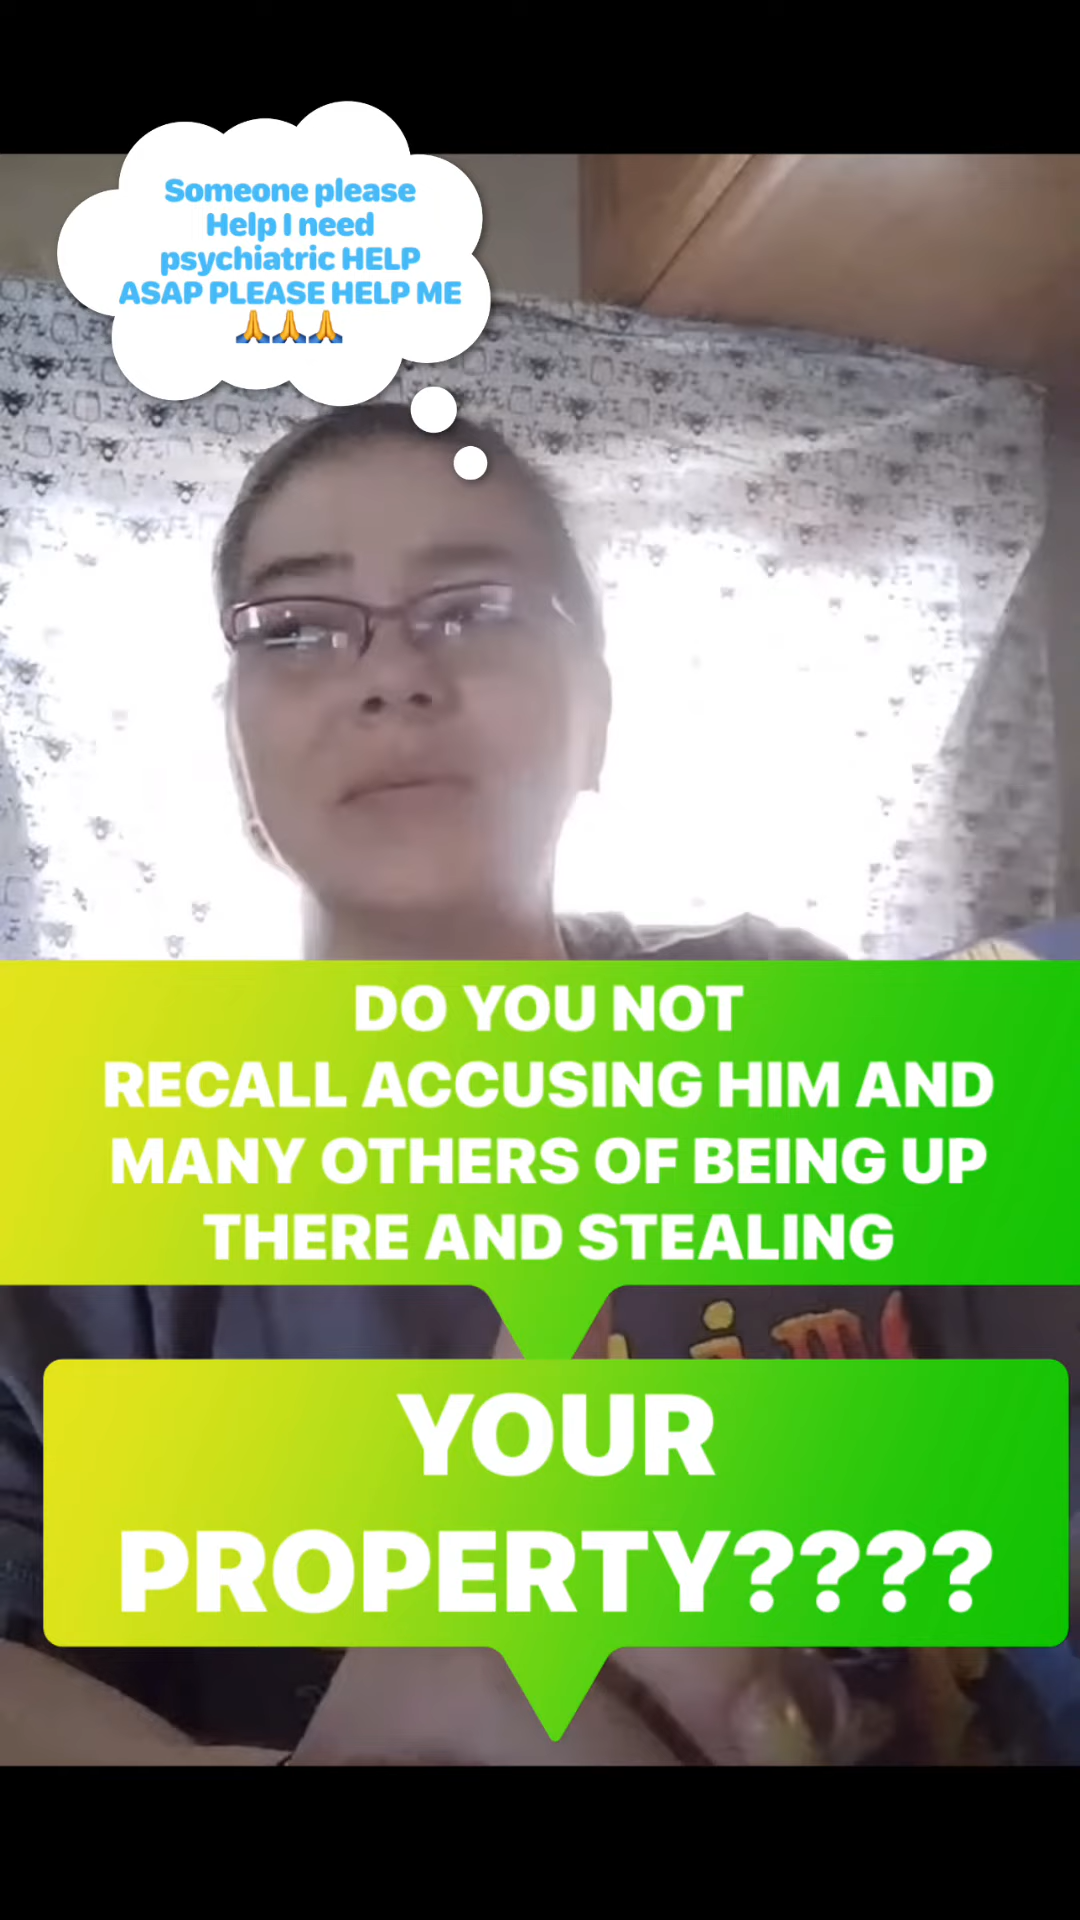 Someone please
Help I need
psychiatric HELP
ASAP PLEASE HELP ME
🙏🙏🙏
DO YOU NOT
RECALL ACCUSING HIM AND
MANY OTHERS OF BEING UP
THERE AND STEALING
YOUR
PROPERTY????